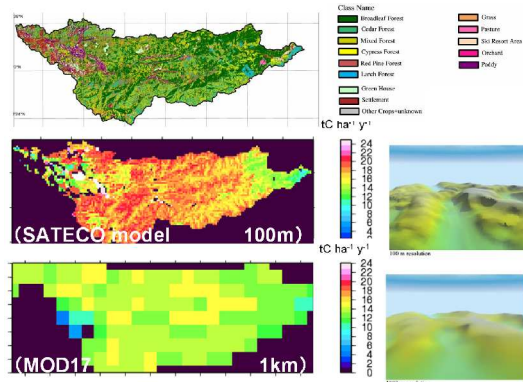 Class Name
Broadleaf Forest
Cedar Forest
Mixed Forest
Cypress Forest
Red Pine Forest
Larch Forest
Green House
Settlement
Other Crops+unknown
Grass
Pasture
Ski Resort Area
Orchard
Paddy
tC ha⁻¹ y⁻¹
24
22
20
18
16
14
12
10
8
6
4
2
(SATECO model 100m)
100 m resolution
tC ha⁻¹ y⁻¹
24
22
20
18
16
14
12
10
8
6
4
2
(MOD17 1km)